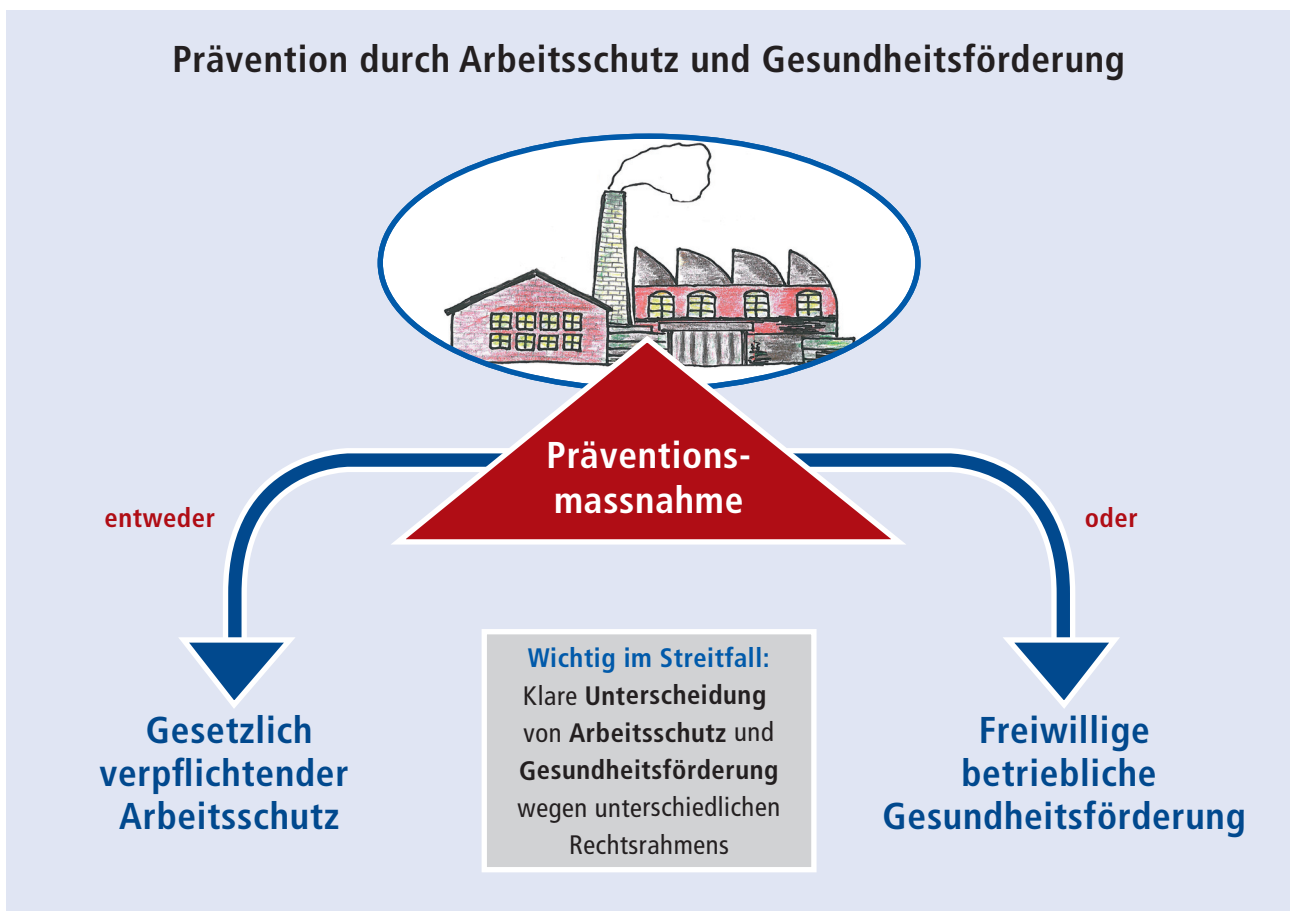 Prävention durch Arbeitsschutz und Gesundheitsförderung
Präventions-
massnahme
entweder
oder
Gesetzlich
verpflichtender
Arbeitsschutz
Wichtig im Streitfall:
Klare Unterscheidung
von Arbeitsschutz und
Gesundheitsförderung
wegen unterschiedlichen
Rechtsrahmens
Freiwillige
betriebliche
Gesundheitsförderung